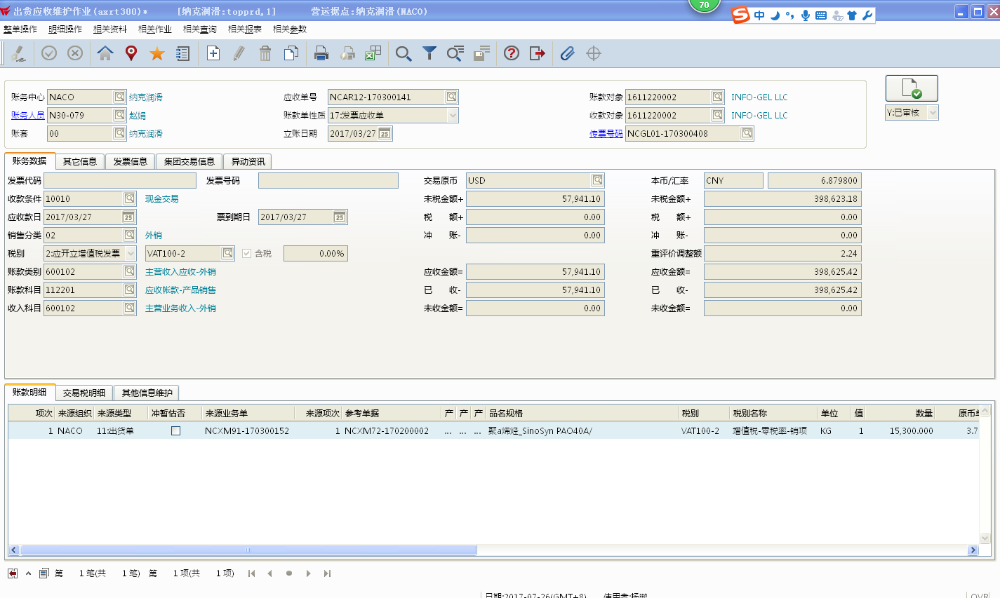 出货应收维护作业(axrt300)* [纳克润滑:topprd,1] 营运据点:纳克润滑(NACO) 70 中
整单操作 明细操作 相关资料 相关作业 相关查询 相关报表 相关参数
账务中心 NACO 纳克润滑 应收单号 NCAR12-170300141 账款对象 1611220002 INFO-GEL LLC
账务人员 N30-079 赵娟 账款单性质 17:发票应收单 收款对象 1611220002 INFO-GEL LLC Y:已审核
账套 00 纳克润滑 立账日期 2017/03/27 25 传票号码 NCGL01-170300408
账务数据 其它信息 发票信息 集团交易信息 异动资讯
发票代码 发票号码 交易原币 USD 本币/汇率 CNY 6.879800
收款条件 10010 现金交易 未税金额+ 57,941.10 未税金额+ 398,623.18
应收款日 2017/03/27 25 票到期日 2017/03/27 25 税 额+ 0.00 税 额+ 0.00
销售分类 02 外销 冲 账- 0.00 冲 账- 0.00
税别 2:应开立增值税发票 VAT100-2 含税 0.00% 重评价调整额 2.24
账款类别 600102 主营收入应收-外销 应收金额= 57,941.10 应收金额= 398,625.42
账款科目 112201 应收帐款-产品销售 已 收- 57,941.10 已 收- 398,625.42
收入科目 600102 主营业务收入-外销 未收金额= 0.00 未收金额= 0.00
账款明细 交易税明细 其他信息维护
项次 来源组织 来源类型 冲暂估否 来源业务单 来源项次 参考单据 产 产 产 品名规格 税别 税别名称 单位 值 数量 原币单
1 NACO 11:出货单 NCXM91-170300152 1 NCXM72-170200002 ... ... ... 聚a烯烃_SinoSyn PAO40A/ VAT100-2 增值税-零税率-销项 KG 1 15,300.000 3.7
第 1 笔(共 1 笔) 第 1 项(共 1 项)
日期:2017-07-26(GMT+8) 使用者:杨鹏 OVR